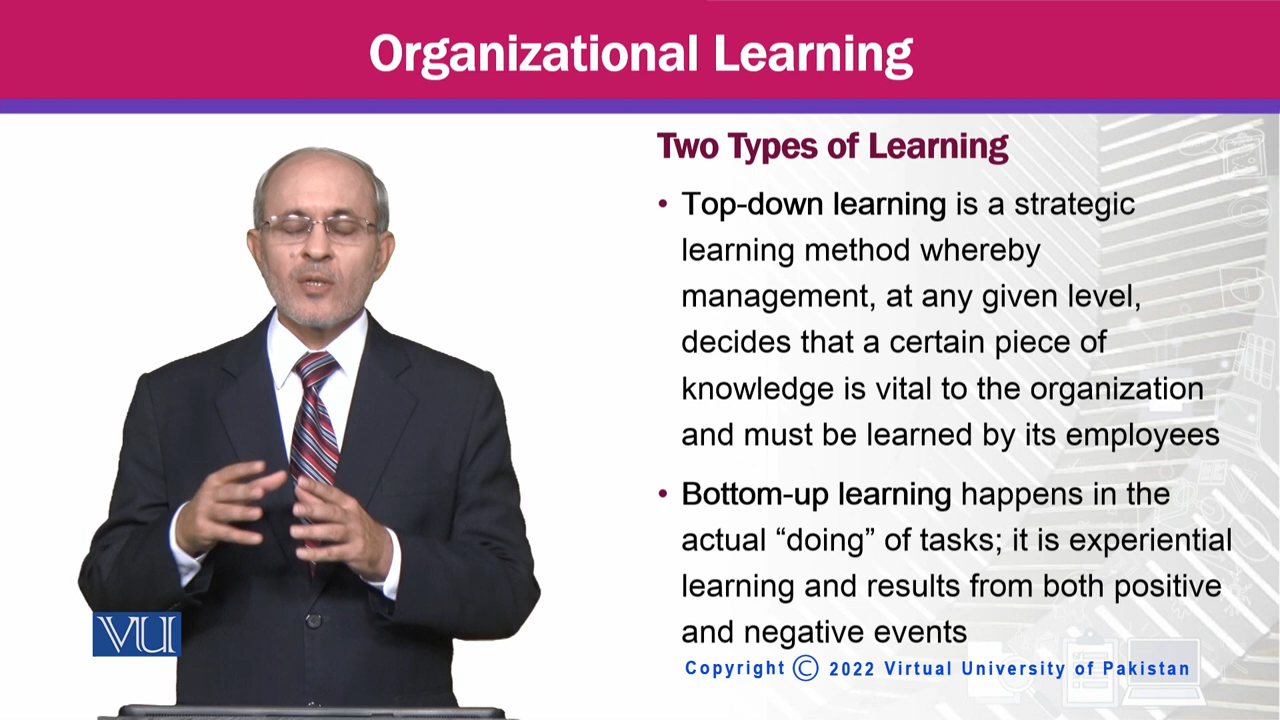 Organizational Learning
Two Types of Learning
• Top-down learning is a strategic
learning method whereby
management, at any given level,
decides that a certain piece of
knowledge is vital to the organization
and must be learned by its employees
• Bottom-up learning happens in the
actual “doing” of tasks; it is experiential
learning and results from both positive
and negative events
VU
Copyright © 2022 Virtual University of Pakistan